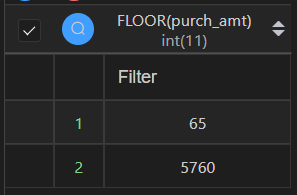 FLOOR(purch_amt)
int(11)
Filter
1 65
2 5760